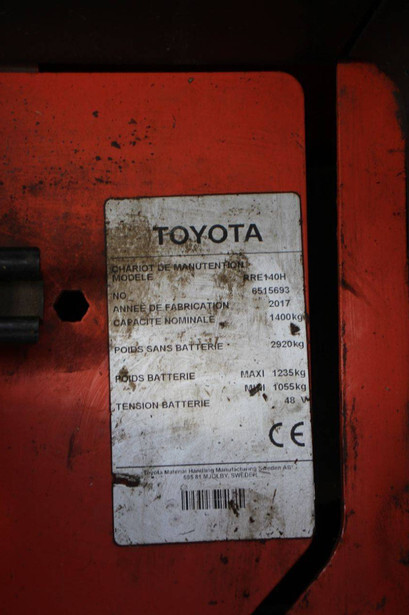 TOYOTA
CHARIOT DE MANUTENTION
MODELE RRE140H
NO 6515693
ANNEE DE FABRICATION 2017
CAPACITE NOMINALE 1400kg
POIDS SANS BATTERIE 2920kg
POIDS BATTERIE MAXI 1235kg
MINI 1055kg
TENSION BATTERIE 48 V
CE
Toyota Material Handling Manufacturing Sweden AB
595 81 MJÖLBY, SWEDEN